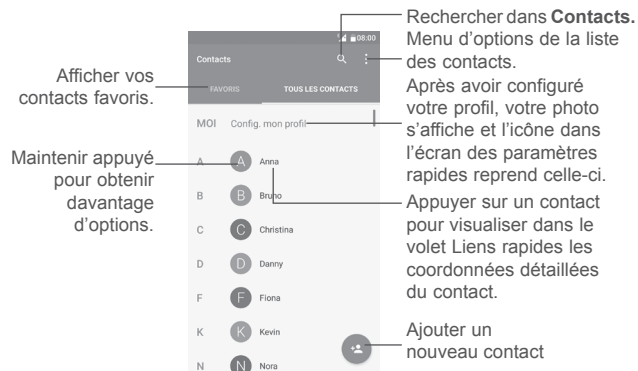 Rechercher dans Contacts.
Menu d'options de la liste
des contacts.
Après avoir configuré
votre profil, votre photo
s'affiche et l'icône dans
l'écran des paramètres
rapides reprend celle-ci.
Appuyer sur un contact
pour visualiser dans le
volet Liens rapides les
coordonnées détaillées
du contact.
Ajouter un
nouveau contact
Afficher vos
contacts favoris.
Maintenir appuyé
pour obtenir
davantage
d'options.
08:00
Contacts
FAVORIS TOUS LES CONTACTS
MOI Config. mon profil
A A Anna
B B Bruno
C C Christina
D D Danny
F F Fiona
K K Kevin
N N Nora